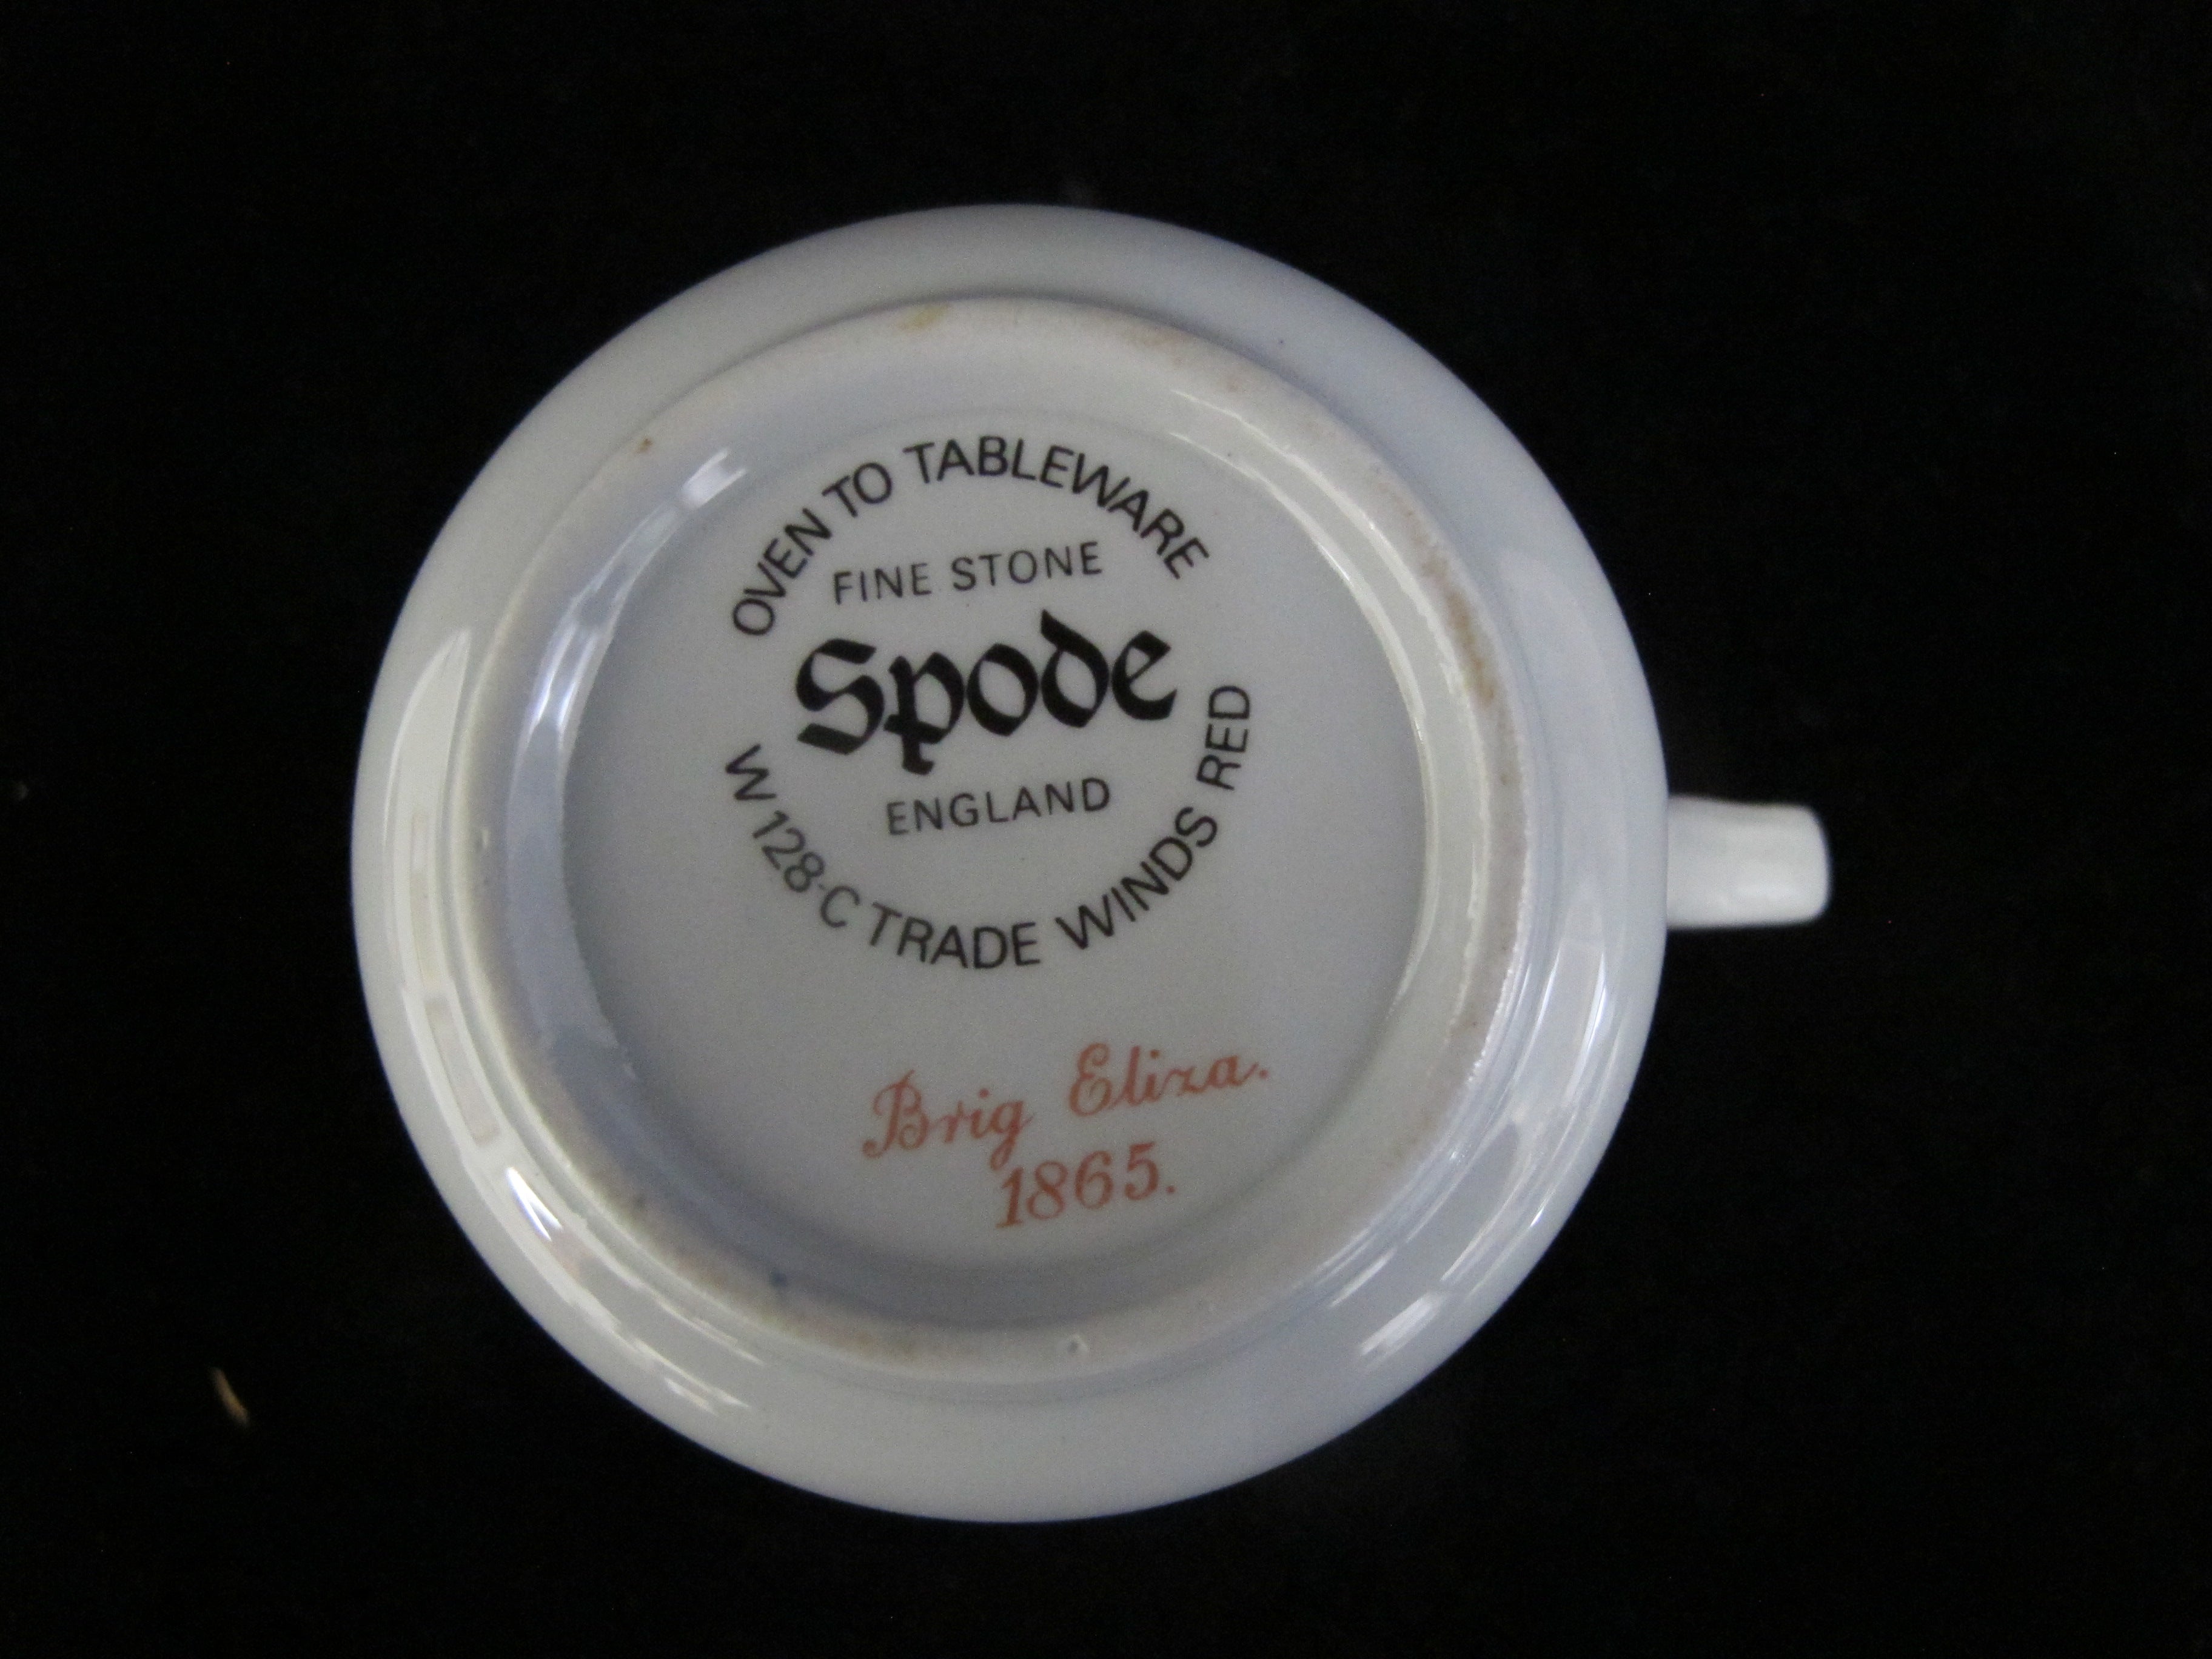 OVEN TO TABLEWARE
FINE STONE
Spode
ENGLAND
W128-C TRADE WINDS RED
Brig Eliza.
1865.